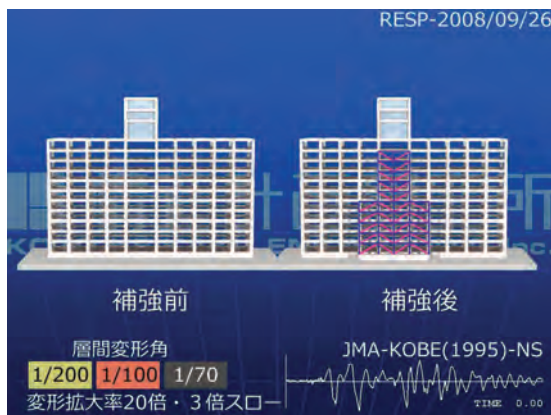 RESP-2008/09/26
補強前
補強後
層間変形角
1/200 1/100 1/70
変形拡大率20倍・3倍スロー
JMA-KOBE(1995)-NS
TIME 0.00